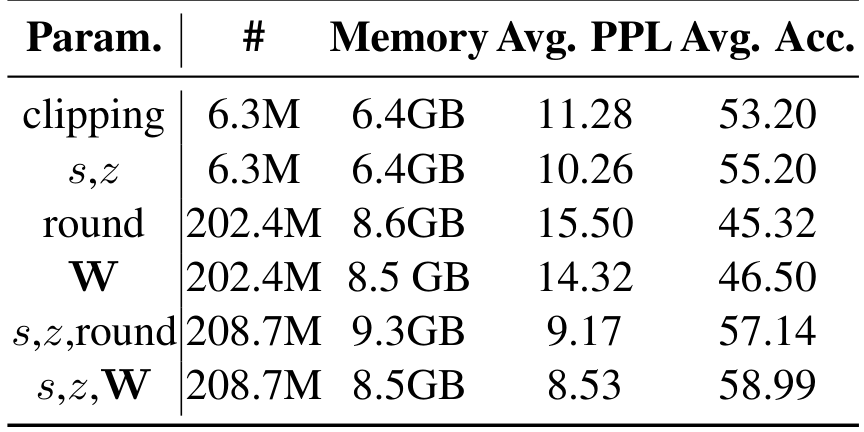 Param. # Memory Avg. PPL Avg. Acc.
clipping 6.3M 6.4GB 11.28 53.20
s,z 6.3M 6.4GB 10.26 55.20
round 202.4M 8.6GB 15.50 45.32
W 202.4M 8.5 GB 14.32 46.50
s,z,round 208.7M 9.3GB 9.17 57.14
s,z,W 208.7M 8.5GB 8.53 58.99